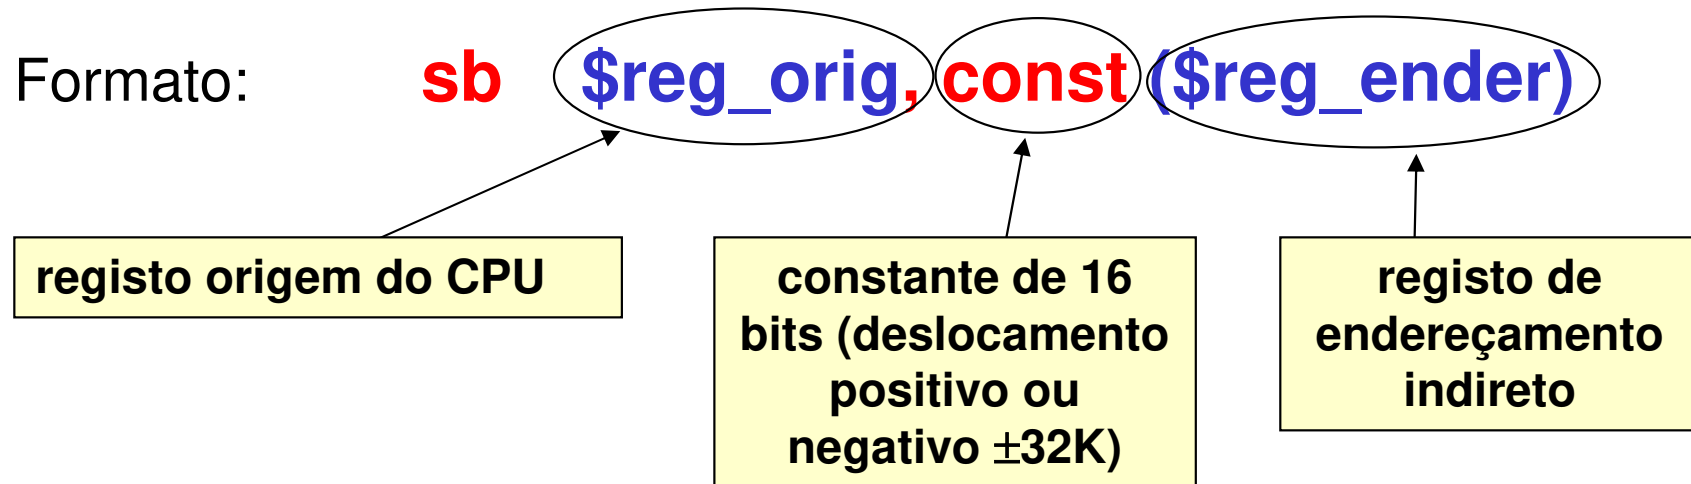 Formato: sb $reg_orig, const ($reg_ender)
registo origem do CPU
constante de 16
bits (deslocamento
positivo ou
negativo ±32K)
registo de
endereçamento
indireto